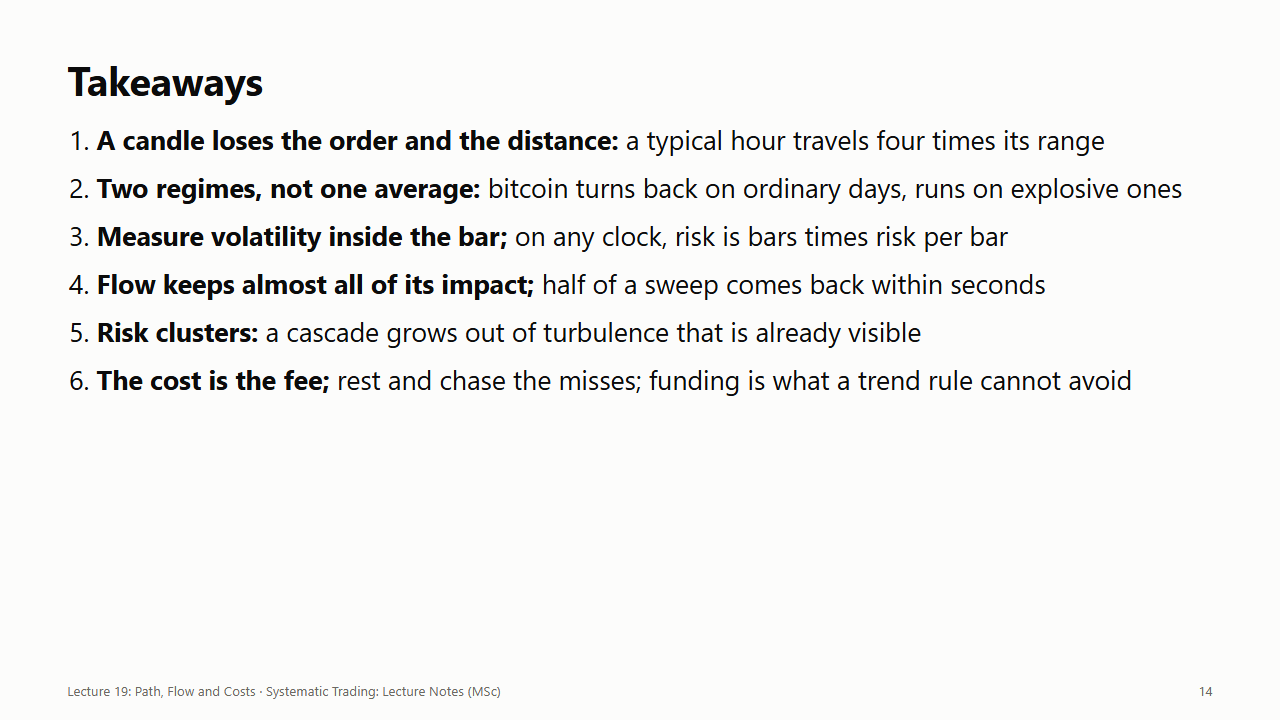 Takeaways
1. A candle loses the order and the distance: a typical hour travels four times its range
2. Two regimes, not one average: bitcoin turns back on ordinary days, runs on explosive ones
3. Measure volatility inside the bar; on any clock, risk is bars times risk per bar
4. Flow keeps almost all of its impact; half of a sweep comes back within seconds
5. Risk clusters: a cascade grows out of turbulence that is already visible
6. The cost is the fee; rest and chase the misses; funding is what a trend rule cannot avoid
Lecture 19: Path, Flow and Costs · Systematic Trading: Lecture Notes (MSc)
14